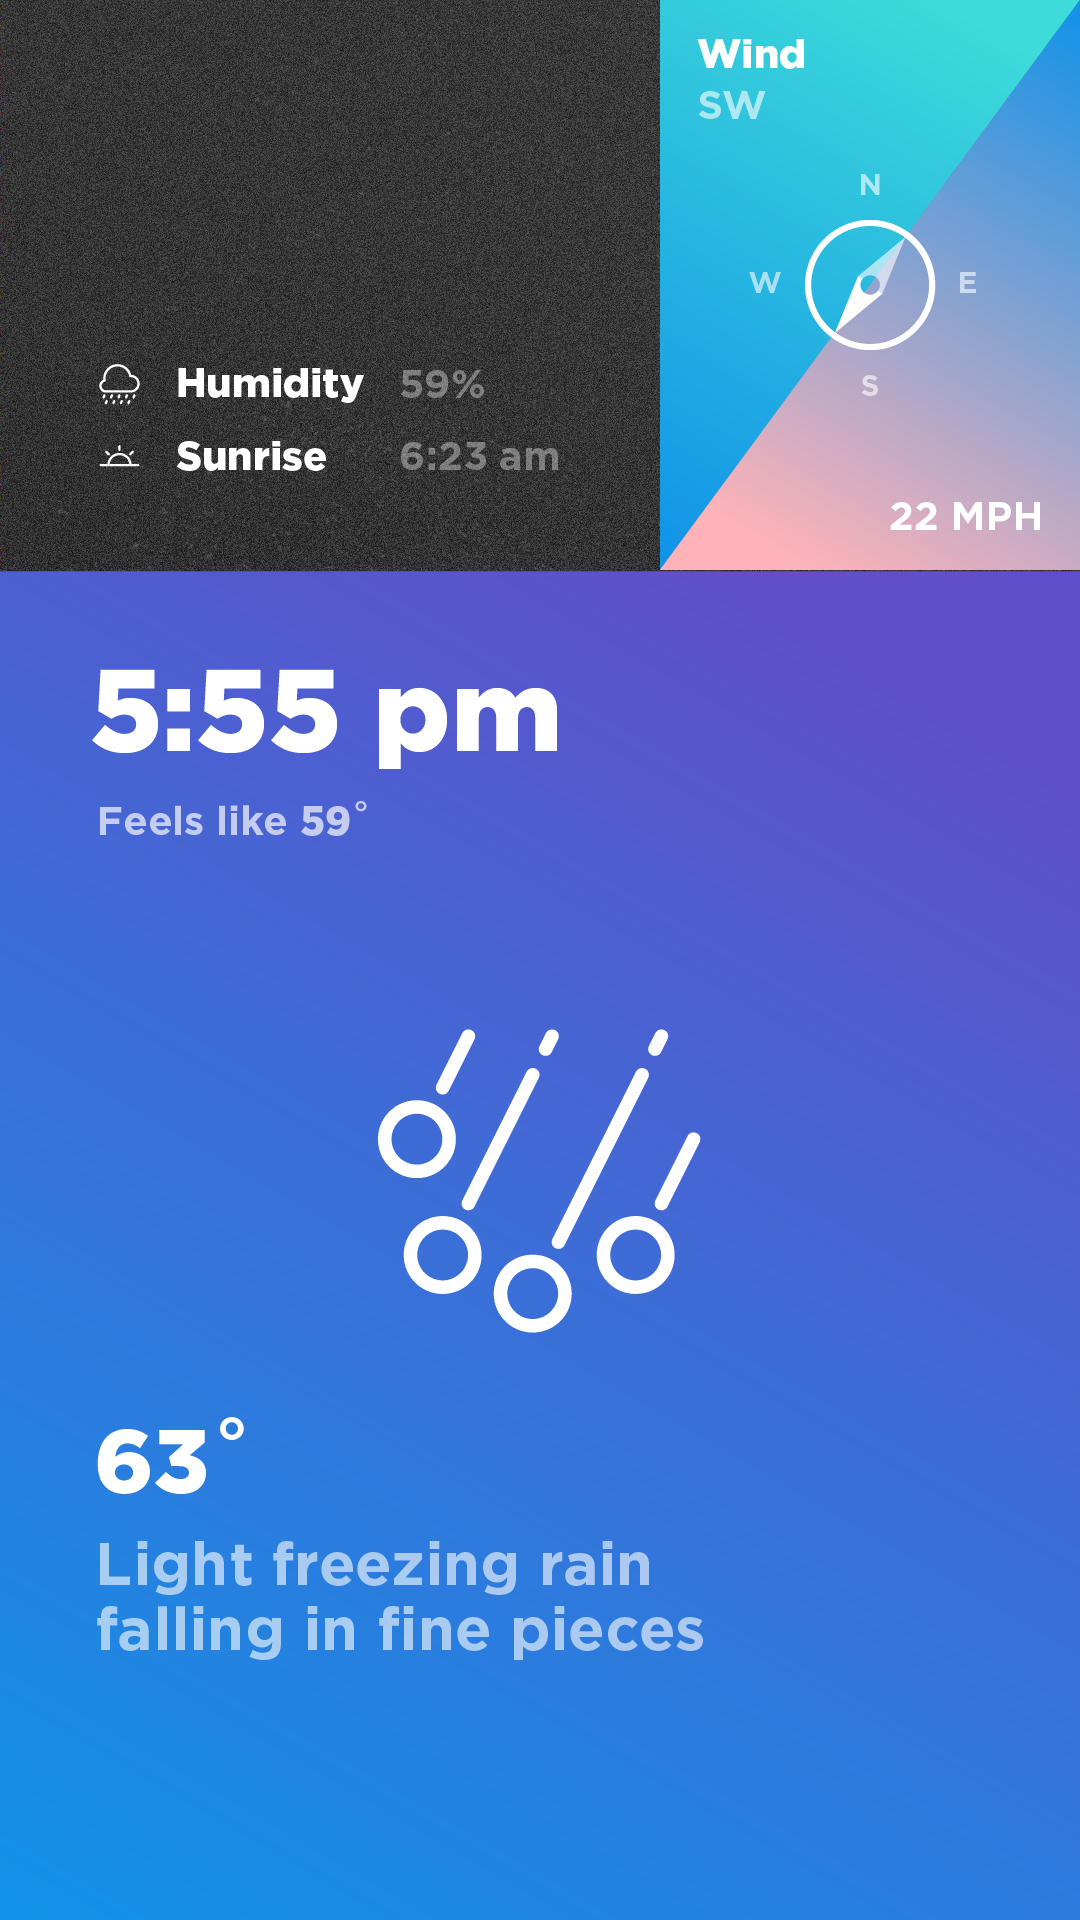 Wind
SW
N
W
E
S
22 MPH
Humidity 59%
Sunrise 6:23 am
5:55 pm
Feels like 59°
63°
Light freezing rain
falling in fine pieces